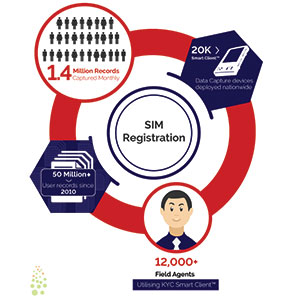 1.4 Million Records
Captured Monthly
20K >
Smart Client™
Data Capture devices
deployed nationwide
SIM
Registration
50 Million+
User records since
2010
12,000+
Field Agents
Utilising KYC Smart Client™